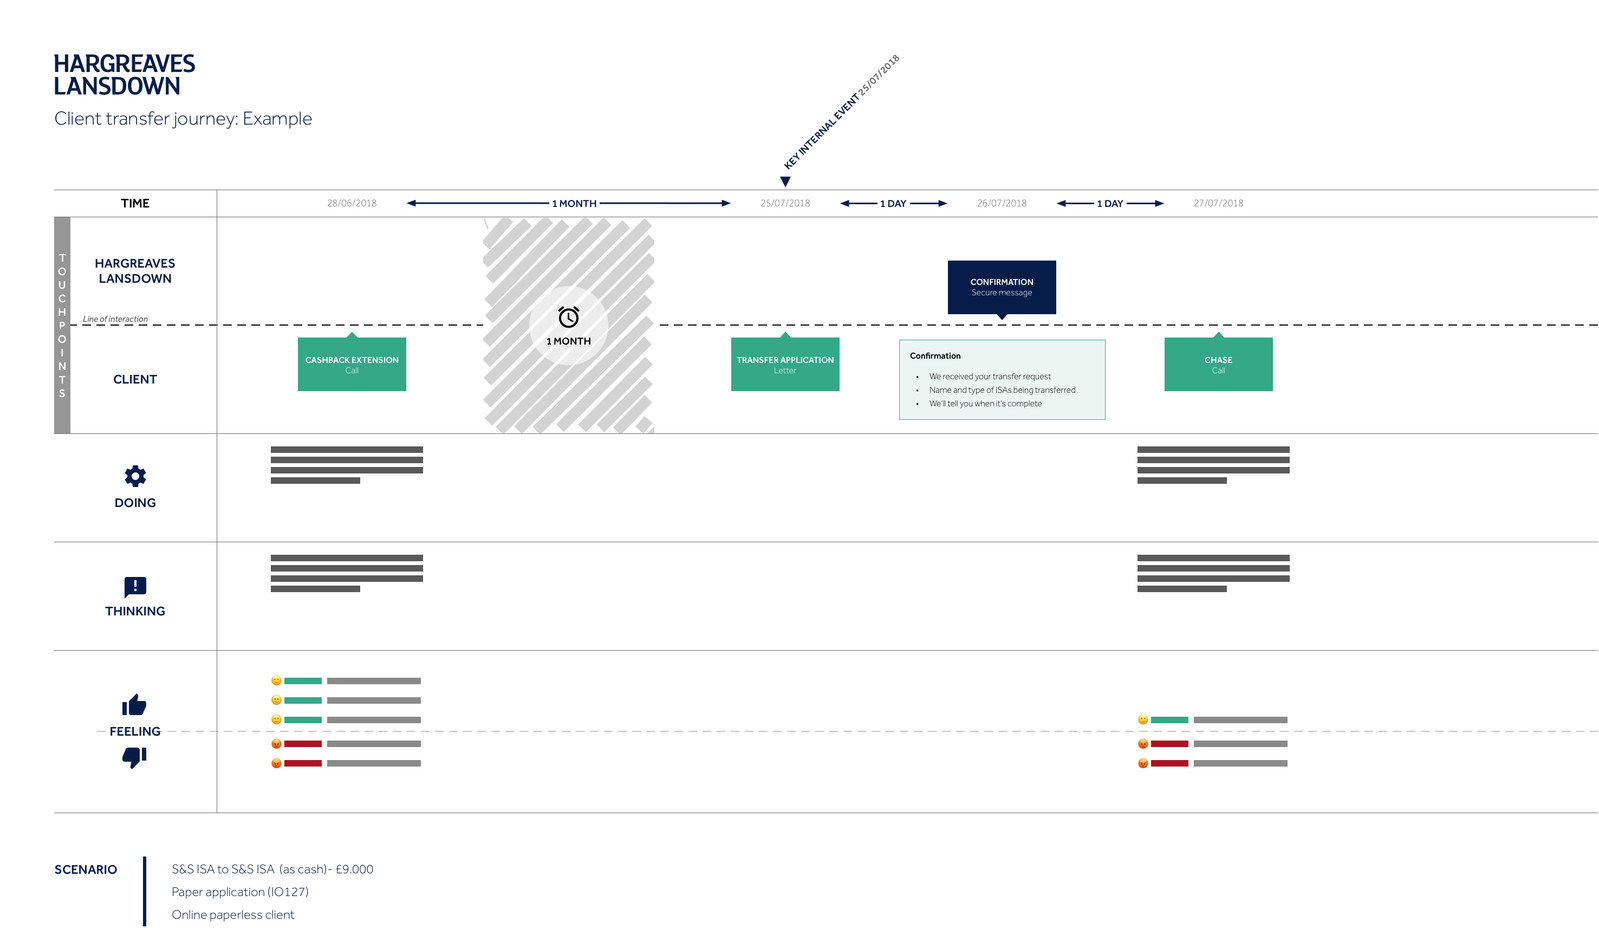 HARGREAVES
LANSDOWN
Client transfer journey: Example
KEY INTERNAL EVENT 25/07/2018
TIME
28/06/2018
1 MONTH
25/07/2018
1 DAY
26/07/2018
1 DAY
27/07/2018
TOUCHPOINTS
HARGREAVES
LANSDOWN
CONFIRMATION
Secure message
Line of interaction
1 MONTH
CLIENT
CASHBACK EXTENSION
Call
TRANSFER APPLICATION
Letter
Confirmation
• We received your transfer request
• Name and type of ISAs being transferred
• We'll tell you when it's complete
CHASE
Call
DOING
THINKING
FEELING
SCENARIO
S&S ISA to S&S ISA (as cash)- £9.000
Paper application (IO127)
Online paperless client